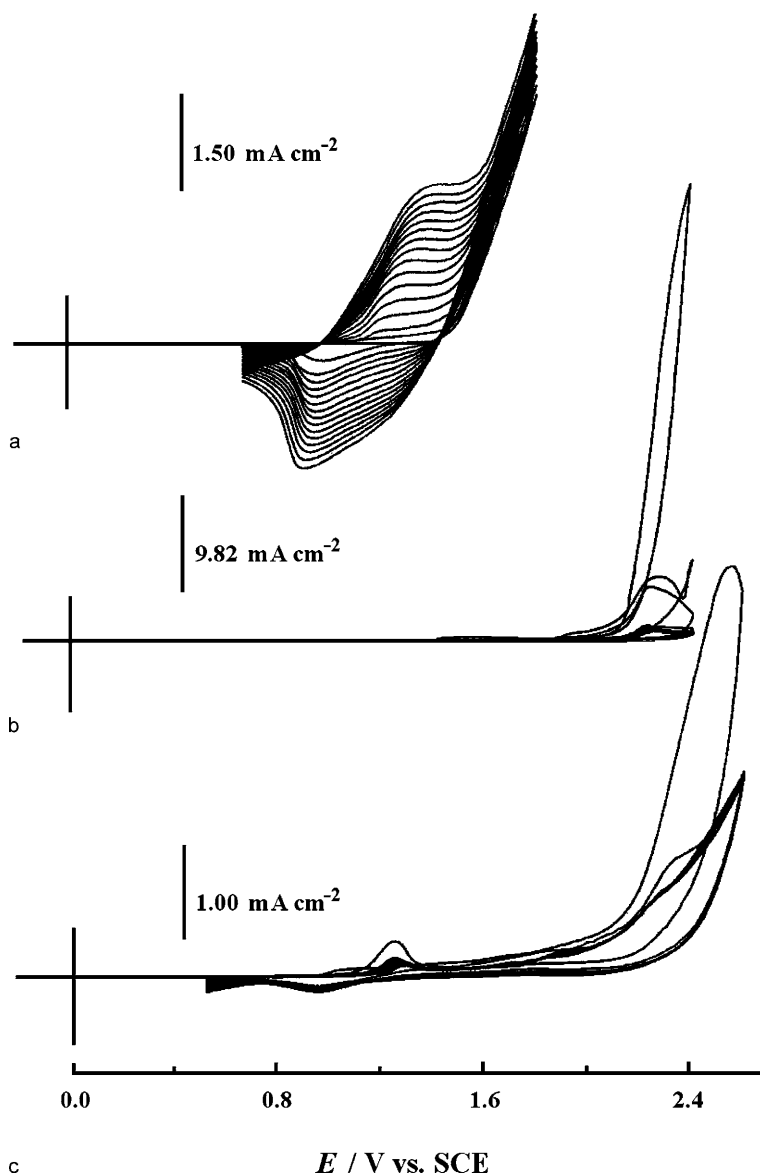 1.50 mA cm⁻²
a
9.82 mA cm⁻²
b
1.00 mA cm⁻²
0.0 0.8 1.6 2.4
c
E / V vs. SCE